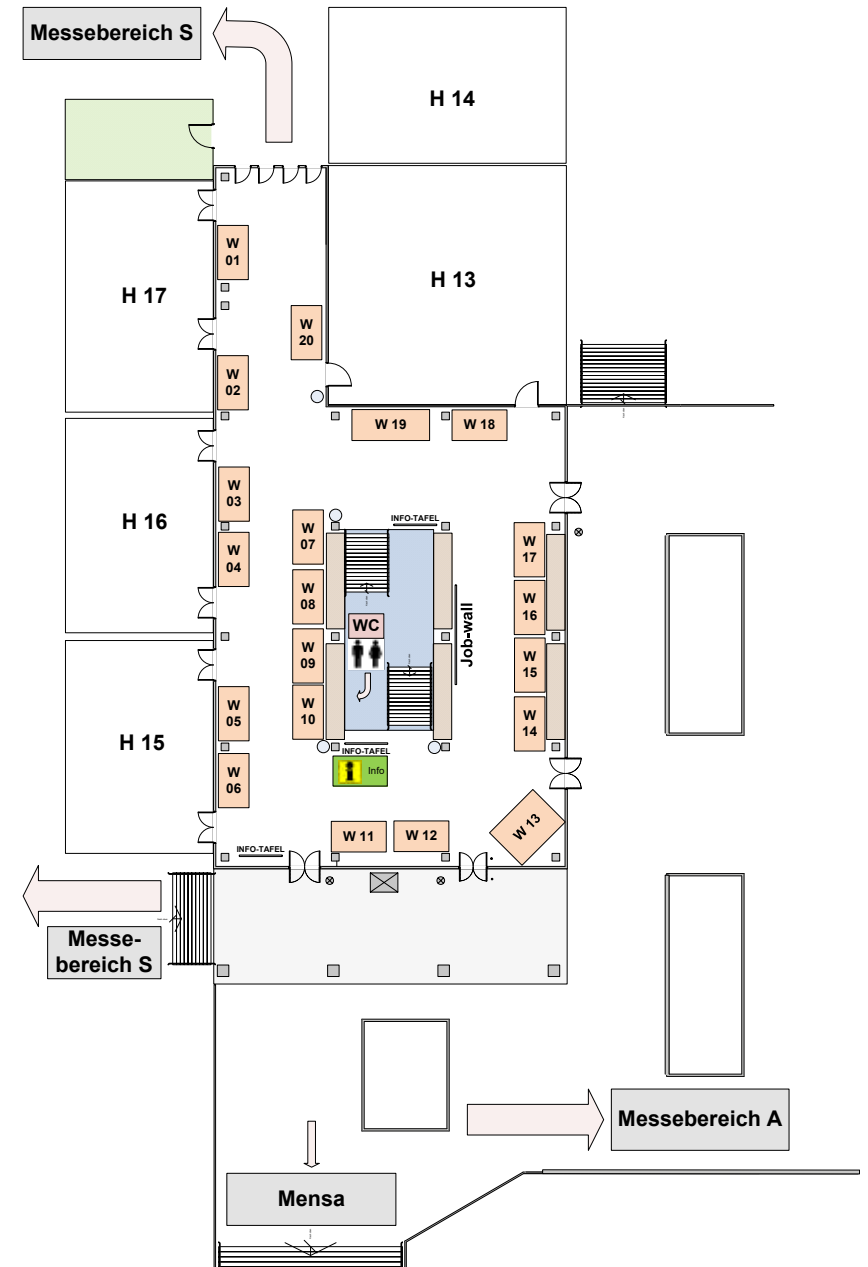 Messebereich S
H 14
H 17
W
01
H 13
W
20
W
02
W 19
W 18
H 16
W
03
W
04
W
07
INFO-TAFEL
W
17
W
08
W
16
WC
Job-wall
W
09
W
15
H 15
W
05
W
10
W
14
INFO-TAFEL
W
06
i Info
W 11
W 12
W 13
INFO-TAFEL
Messe-
bereich S
Messebereich A
Mensa